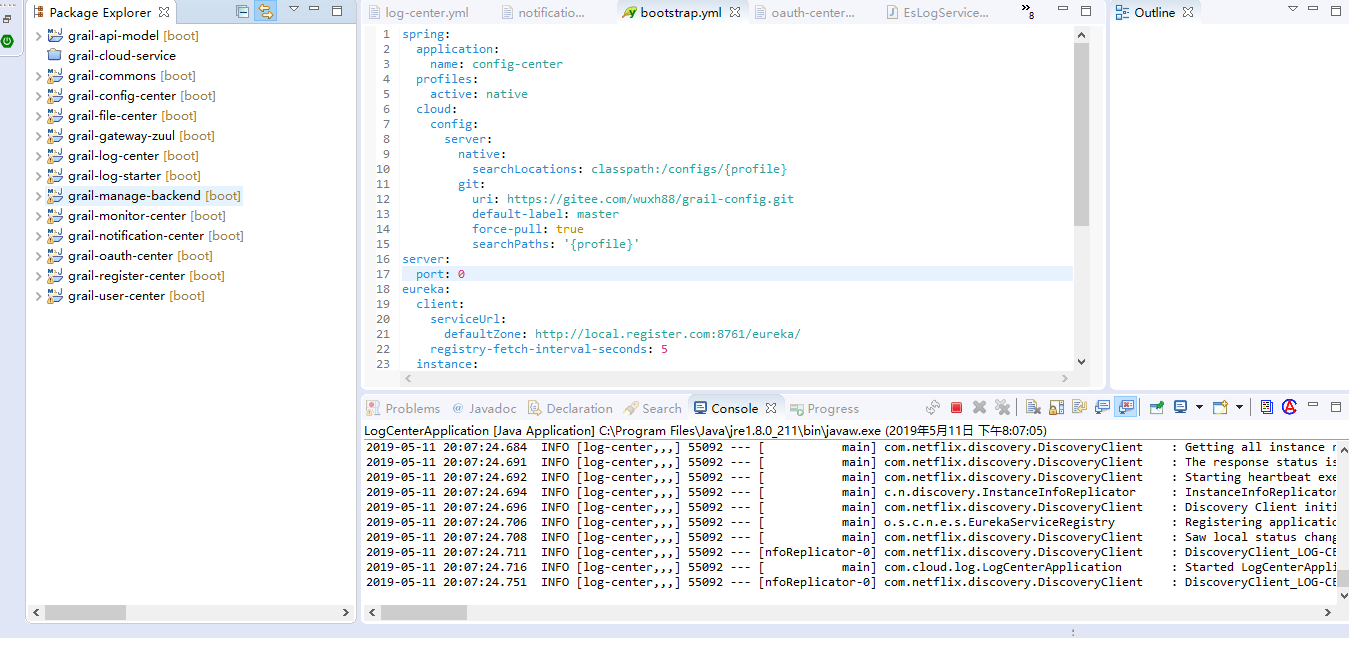 Package Explorer
grail-api-model [boot]
grail-cloud-service
grail-commons [boot]
grail-config-center [boot]
grail-file-center [boot]
grail-gateway-zuul [boot]
grail-log-center [boot]
grail-log-starter [boot]
grail-manage-backend [boot]
grail-monitor-center [boot]
grail-notification-center [boot]
grail-oauth-center [boot]
grail-register-center [boot]
grail-user-center [boot]
log-center.yml notificatio... bootstrap.yml oauth-center... EsLogService... »8
1 spring:
2 application:
3 name: config-center
4 profiles:
5 active: native
6 cloud:
7 config:
8 server:
9 native:
10 searchLocations: classpath:/configs/{profile}
11 git:
12 uri: https://gitee.com/wuxh88/grail-config.git
13 default-label: master
14 force-pull: true
15 searchPaths: '{profile}'
16 server:
17 port: 0
18 eureka:
19 client:
20 serviceUrl:
21 defaultZone: http://local.register.com:8761/eureka/
22 registry-fetch-interval-seconds: 5
23 instance:
Outline
Problems @ Javadoc Declaration Search Console Progress
LogCenterApplication [Java Application] C:\Program Files\Java\jre1.8.0_211\bin\javaw.exe (2019年5月11日 下午8:07:05)
2019-05-11 20:07:24.684 INFO [log-center,,,] 55092 --- [ main] com.netflix.discovery.DiscoveryClient : Getting all instance r
2019-05-11 20:07:24.691 INFO [log-center,,,] 55092 --- [ main] com.netflix.discovery.DiscoveryClient : The response status is
2019-05-11 20:07:24.692 INFO [log-center,,,] 55092 --- [ main] com.netflix.discovery.DiscoveryClient : Starting heartbeat exe
2019-05-11 20:07:24.694 INFO [log-center,,,] 55092 --- [ main] c.n.discovery.InstanceInfoReplicator : InstanceInfoReplicator
2019-05-11 20:07:24.696 INFO [log-center,,,] 55092 --- [ main] com.netflix.discovery.DiscoveryClient : Discovery Client initi
2019-05-11 20:07:24.706 INFO [log-center,,,] 55092 --- [ main] o.s.c.n.e.s.EurekaServiceRegistry : Registering applicatic
2019-05-11 20:07:24.708 INFO [log-center,,,] 55092 --- [ main] com.netflix.discovery.DiscoveryClient : Saw local status chang
2019-05-11 20:07:24.711 INFO [log-center,,,] 55092 --- [nfoReplicator-0] com.netflix.discovery.DiscoveryClient : DiscoveryClient_LOG-CE
2019-05-11 20:07:24.716 INFO [log-center,,,] 55092 --- [ main] com.cloud.log.LogCenterApplication : Started LogCenterAppli
2019-05-11 20:07:24.751 INFO [log-center,,,] 55092 --- [nfoReplicator-0] com.netflix.discovery.DiscoveryClient : DiscoveryClient_LOG-CE